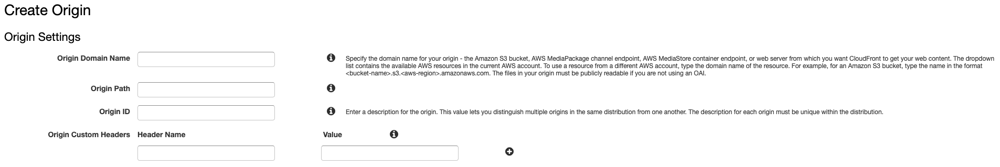 Create Origin
Origin Settings
Origin Domain Name
Specify the domain name for your origin - the Amazon S3 bucket, AWS MediaPackage channel endpoint, AWS MediaStore container endpoint, or web server from which you want CloudFront to get your web content. The dropdown
list contains the available AWS resources in the current AWS account. To use a resource from a different AWS account, type the domain name of the resource. For example, for an Amazon S3 bucket, type the name in the format
<bucket-name>.s3.<aws-region>.amazonaws.com. The files in your origin must be publicly readable if you are not using an OAI.
Origin Path
Origin ID
Enter a description for the origin. This value lets you distinguish multiple origins in the same distribution from one another. The description for each origin must be unique within the distribution.
Origin Custom Headers Header Name Value